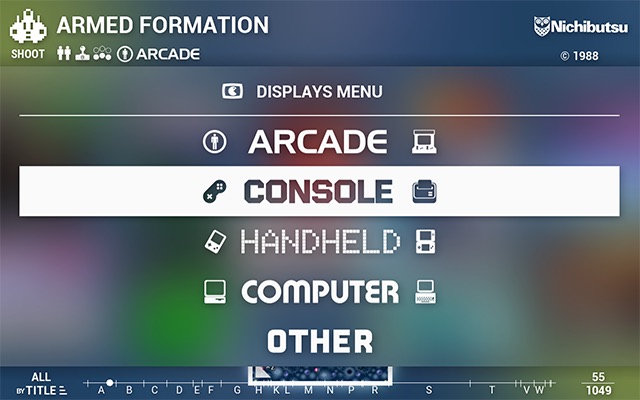 ARMED FORMATION
Nichibutsu
SHOOT
ARCADE
© 1988
DISPLAYS MENU
ARCADE
CONSOLE
HANDHELD
COMPUTER
OTHER
ALL
BY TITLE
A B C D E F G H K L M N P R S T V W
55
1049